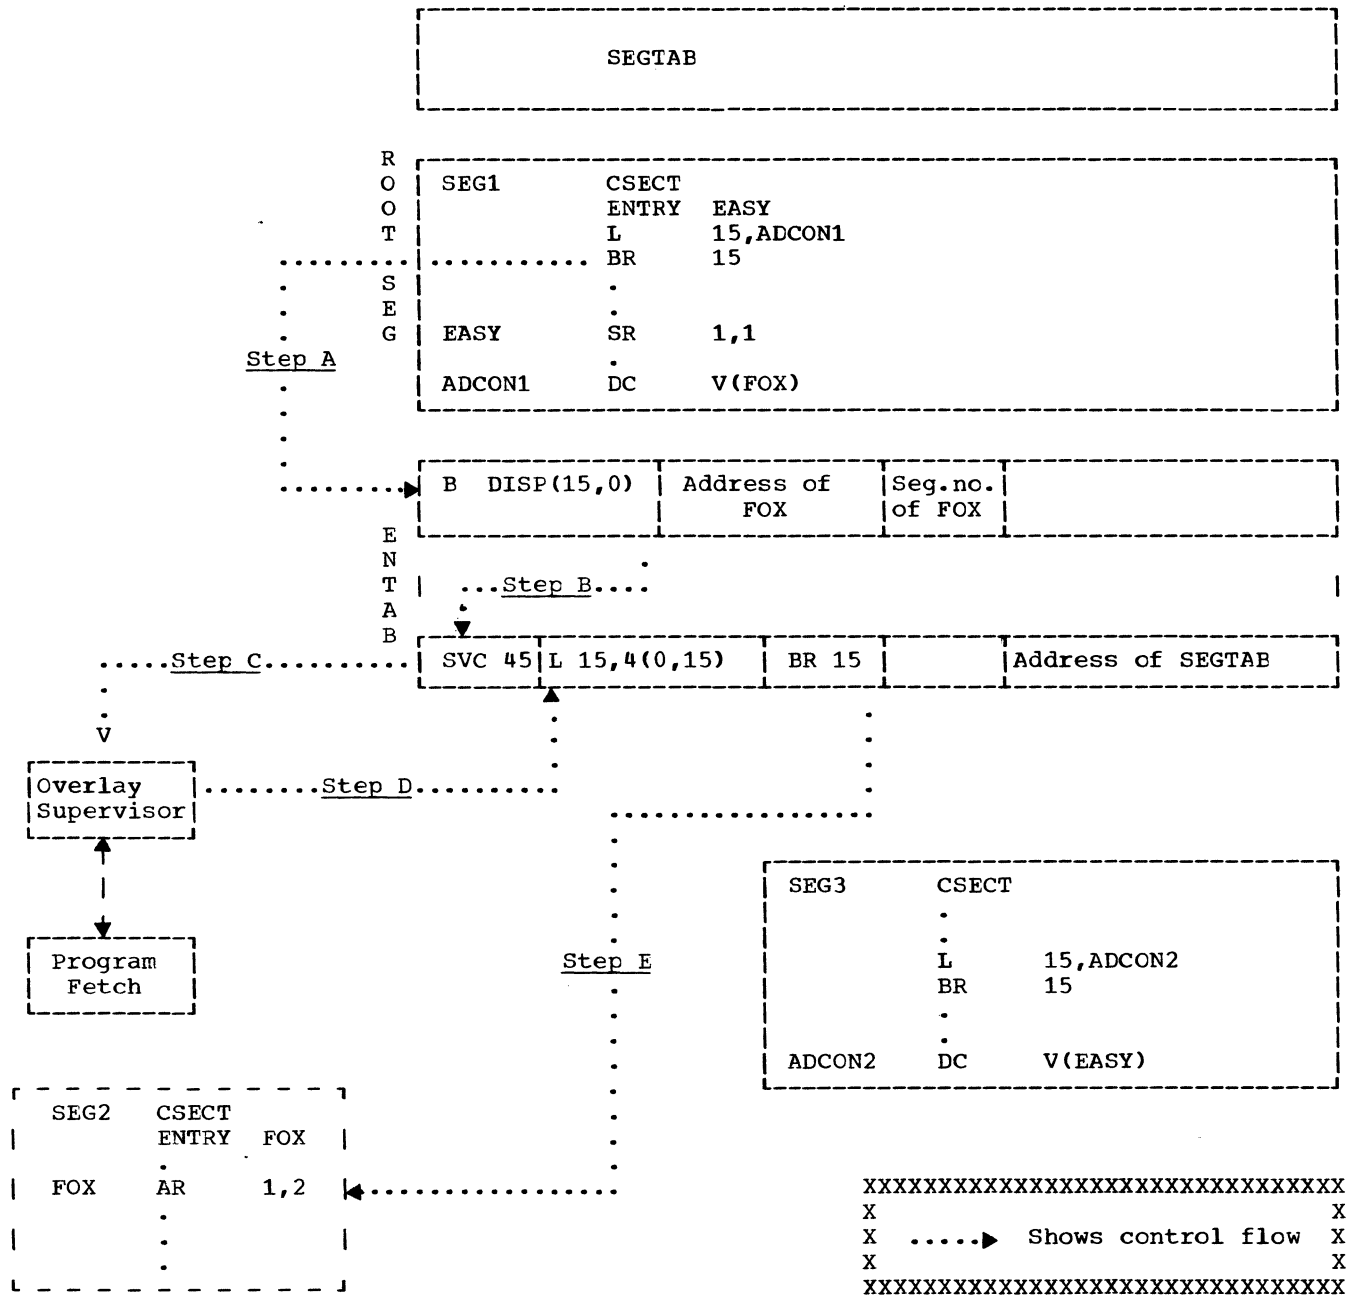 SEGTAB
ROOT SEG
SEG1 CSECT
ENTRY EASY
L 15,ADCON1
BR 15
.
.
EASY SR 1,1
.
ADCON1 DC V(FOX)
Step A
B DISP(15,0) Address of FOX Seg.no. of FOX
ENTAB
Step B
SVC 45 L 15,4(0,15) BR 15 Address of SEGTAB
Step C
V
Overlay
Supervisor
Step D
Program
Fetch
Step E
SEG3 CSECT
.
.
L 15,ADCON2
BR 15
.
.
ADCON2 DC V(EASY)
SEG2 CSECT
ENTRY FOX
.
FOX AR 1,2
.
.
.
XXXXXXXXXXXXXXXXXXXXXXXXXXXXXXXX
X X
X .....► Shows control flow X
X X
XXXXXXXXXXXXXXXXXXXXXXXXXXXXXXXX